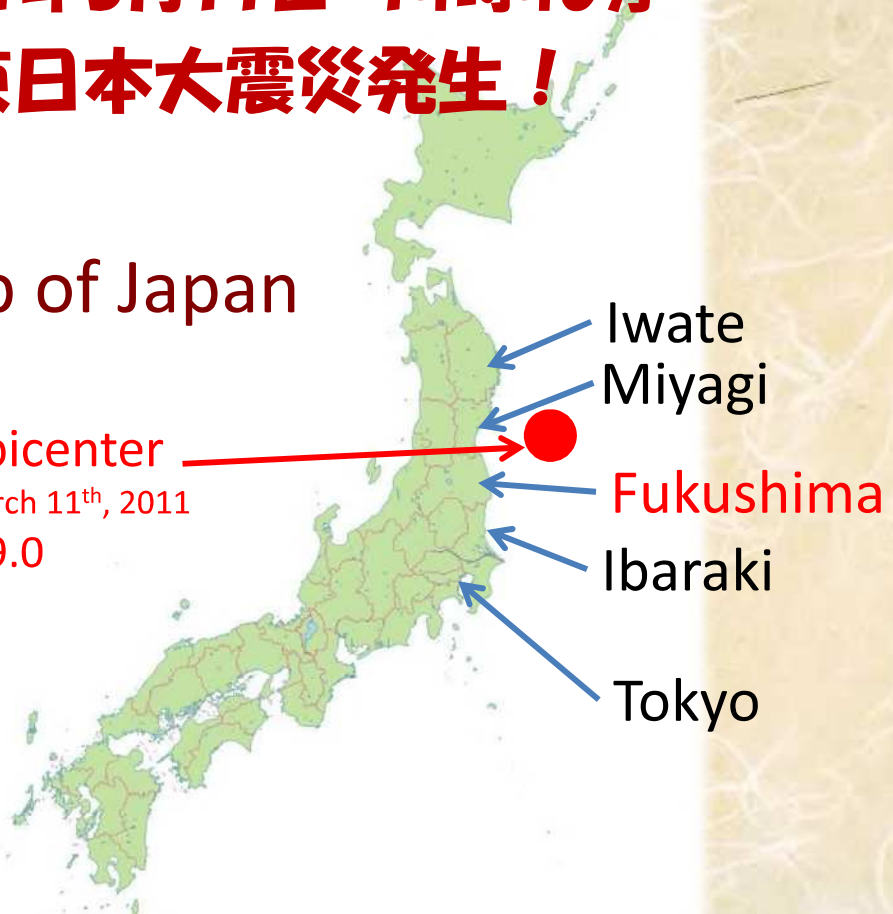 東日本大震災発生！
of Japan
Iwate
Miyagi
picenter
rch 11th, 2011
9.0
Fukushima
Ibaraki
Tokyo